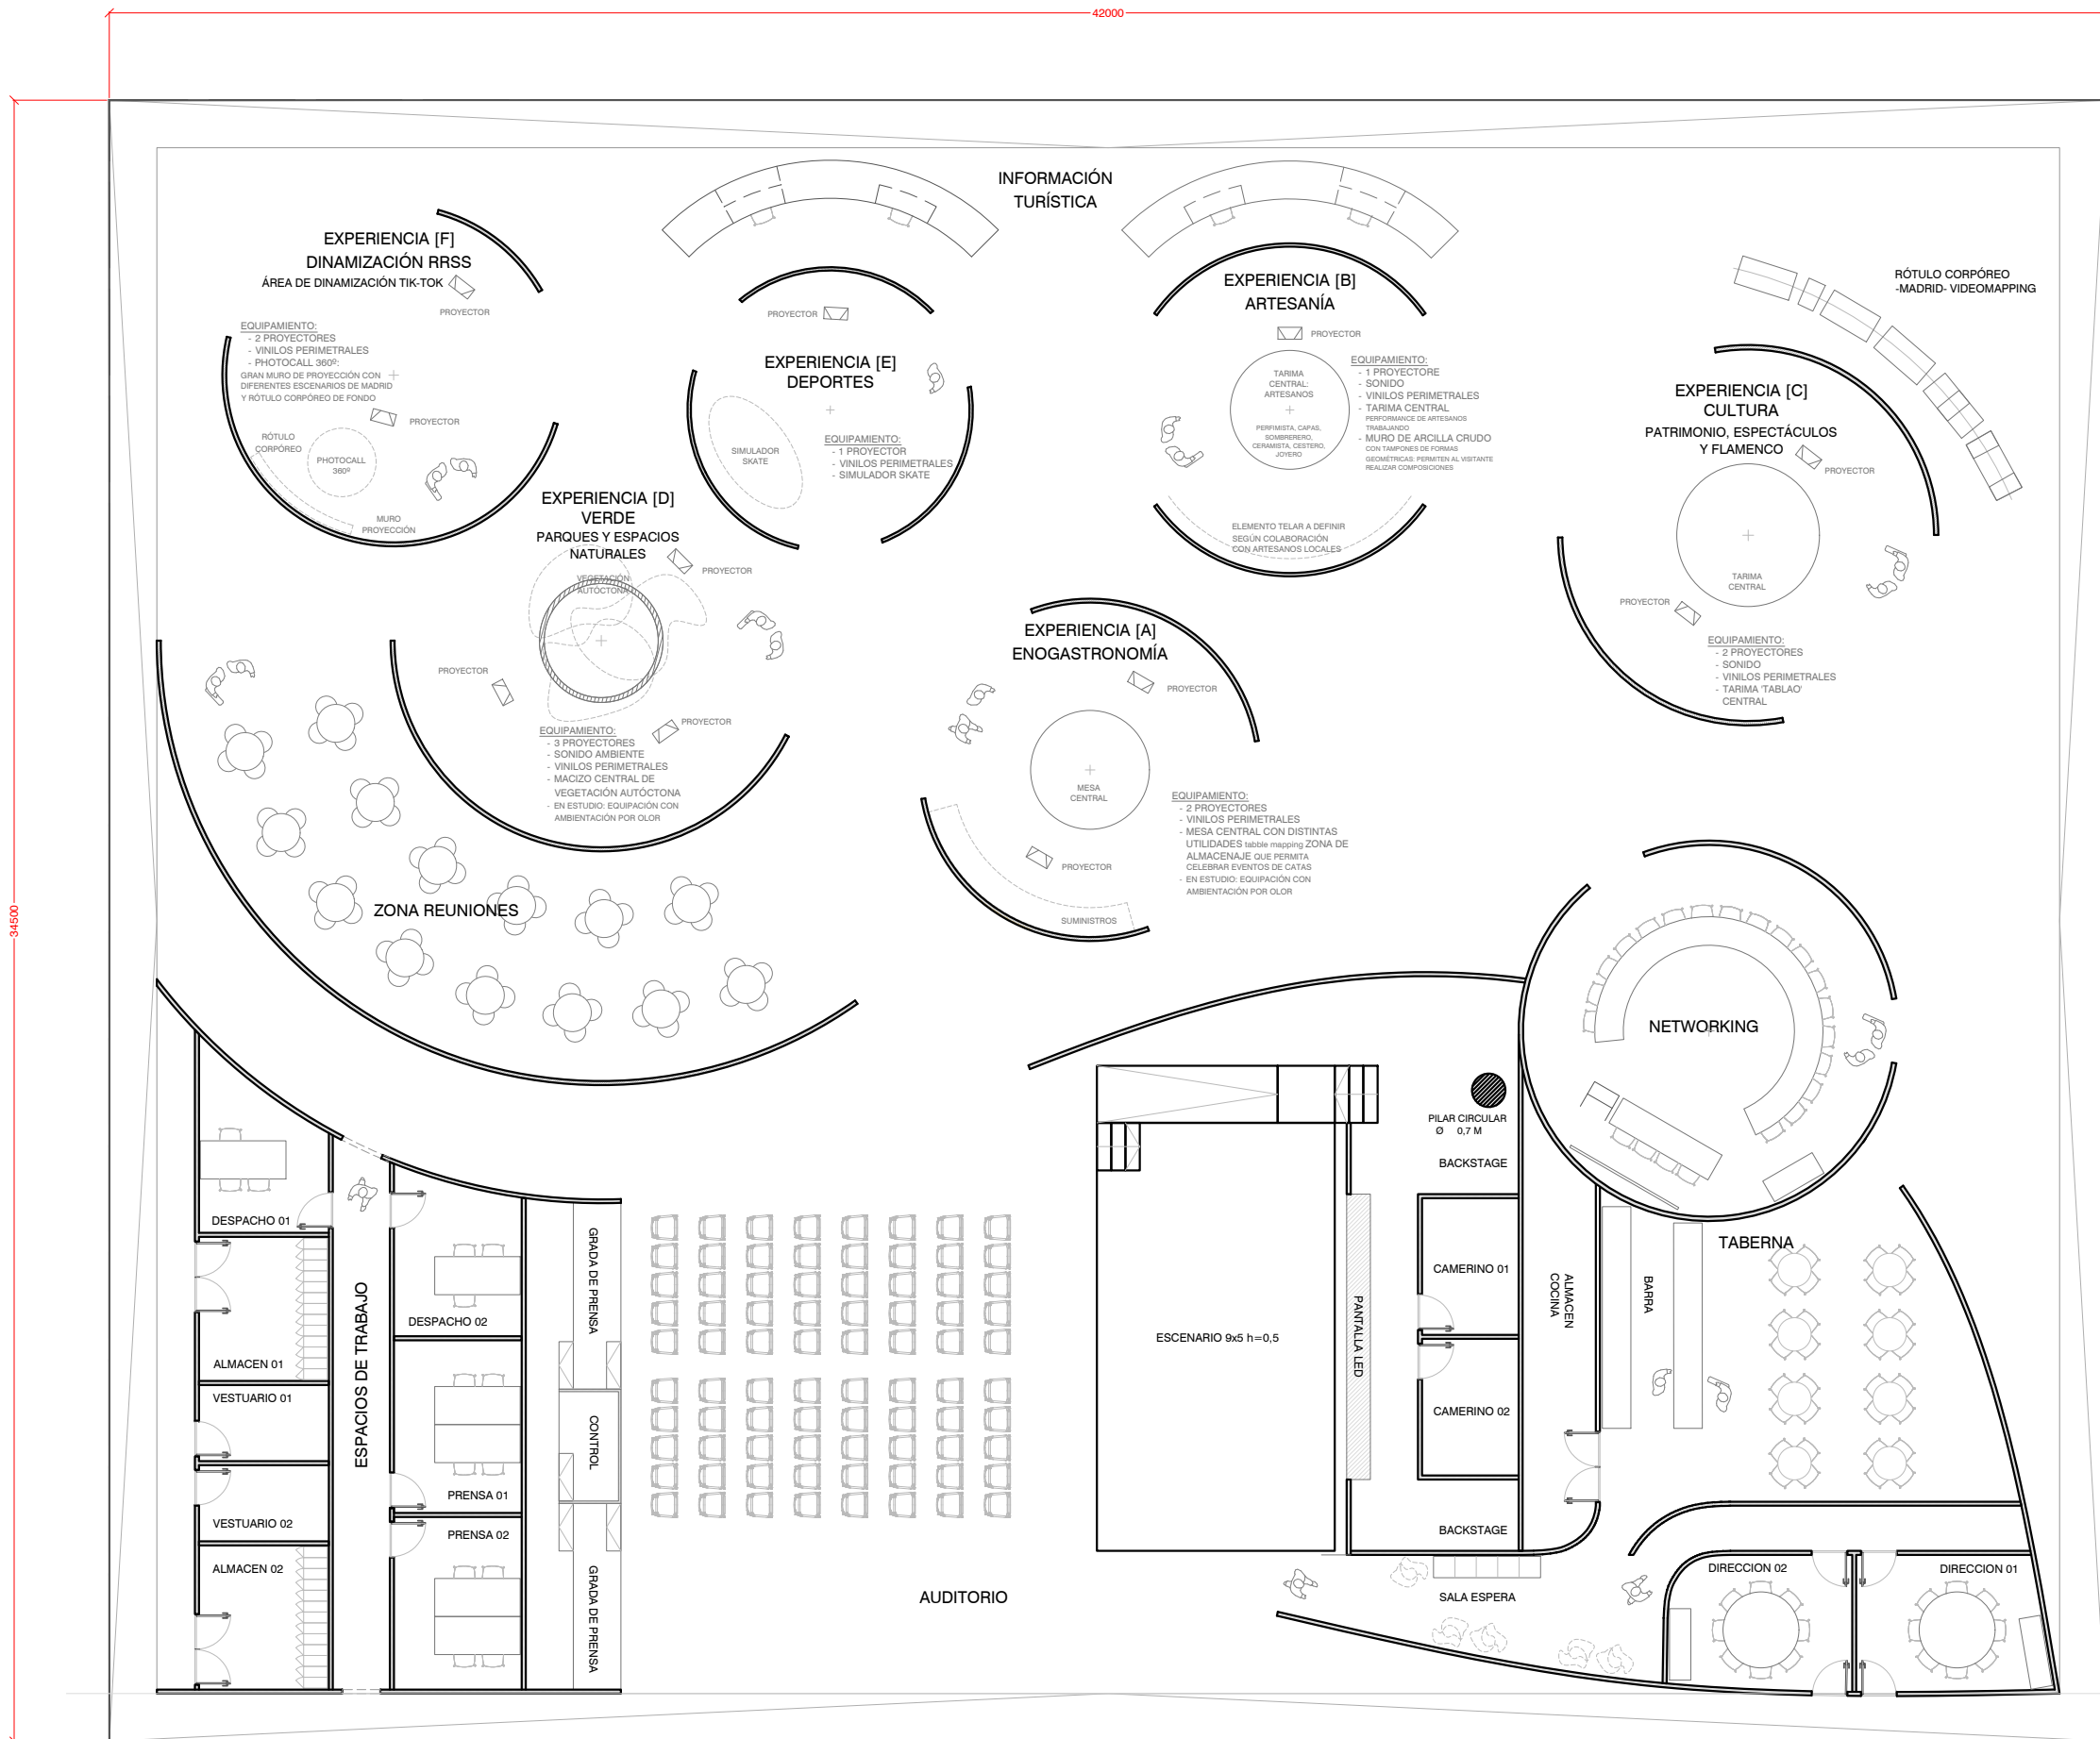 42000
34500
INFORMACIÓN
TURÍSTICA
EXPERIENCIA [F]
DINAMIZACIÓN RRSS
ÁREA DE DINAMIZACIÓN TIK-TOK
PROYECTOR
EQUIPAMIENTO:
- 2 PROYECTORES
- VINILOS PERIMETRALES
- PHOTOCALL 360º:
GRAN MURO DE PROYECCIÓN CON
DIFERENTES ESCENARIOS DE MADRID
Y RÓTULO CORPÓREO DE FONDO
PROYECTOR
RÓTULO
CORPÓREO
PHOTOCALL
360º
MURO
PROYECCIÓN
PROYECTOR
EXPERIENCIA [E]
DEPORTES
SIMULADOR
SKATE
EQUIPAMIENTO:
- 1 PROYECTOR
- VINILOS PERIMETRALES
- SIMULADOR SKATE
EXPERIENCIA [B]
ARTESANÍA
PROYECTOR
TARIMA
CENTRAL:
ARTESANOS
PERFIMISTA, CAPAS,
SOMBRERERO,
CERAMISTA, CESTERO,
JOYERO
EQUIPAMIENTO:
- 1 PROYECTORE
- SONIDO
- VINILOS PERIMETRALES
- TARIMA CENTRAL
PERFORMANCE DE ARTESANOS
TRABAJANDO
- MURO DE ARCILLA CRUDO
CON TAMPONES DE FORMAS
GEOMÉTRICAS: PERMITEN AL VISITANTE
REALIZAR COMPOSICIONES
ELEMENTO TELAR A DEFINIR
SEGÚN COLABORACIÓN
CON ARTESANOS LOCALES
RÓTULO CORPÓREO
-MADRID- VIDEOMAPPING
EXPERIENCIA [C]
CULTURA
PATRIMONIO, ESPECTÁCULOS
Y FLAMENCO
PROYECTOR
TARIMA
CENTRAL
PROYECTOR
EQUIPAMIENTO:
- 2 PROYECTORES
- SONIDO
- VINILOS PERIMETRALES
- TARIMA 'TABLAO'
CENTRAL
EXPERIENCIA [D]
VERDE
PARQUES Y ESPACIOS
NATURALES
PROYECTOR
VEGETACIÓN
AUTÓCTONA
PROYECTOR
PROYECTOR
EQUIPAMIENTO:
- 3 PROYECTORES
- SONIDO AMBIENTE
- VINILOS PERIMETRALES
- MACIZO CENTRAL DE
VEGETACIÓN AUTÓCTONA
- EN ESTUDIO: EQUIPACIÓN CON
AMBIENTACIÓN POR OLOR
EXPERIENCIA [A]
ENOGASTRONOMÍA
PROYECTOR
MESA
CENTRAL
PROYECTOR
SUMINISTROS
EQUIPAMIENTO:
- 2 PROYECTORES
- VINILOS PERIMETRALES
- MESA CENTRAL CON DISTINTAS
UTILIDADES tabble mapping ZONA DE
ALMACENAJE QUE PERMITA
CELEBRAR EVENTOS DE CATAS
- EN ESTUDIO: EQUIPACIÓN CON
AMBIENTACIÓN POR OLOR
ZONA REUNIONES
NETWORKING
PILAR CIRCULAR
Ø 0,7 M
BACKSTAGE
DESPACHO 01
ALMACEN 01
VESTUARIO 01
VESTUARIO 02
ALMACEN 02
ESPACIOS DE TRABAJO
DESPACHO 02
PRENSA 01
PRENSA 02
GRADA DE PRENSA
CONTROL
GRADA DE PRENSA
AUDITORIO
ESCENARIO 9x5 h=0,5
PANTALLA LED
CAMERINO 01
CAMERINO 02
BACKSTAGE
ALMACEN
COCINA
BARRA
TABERNA
SALA ESPERA
DIRECCION 02
DIRECCION 01